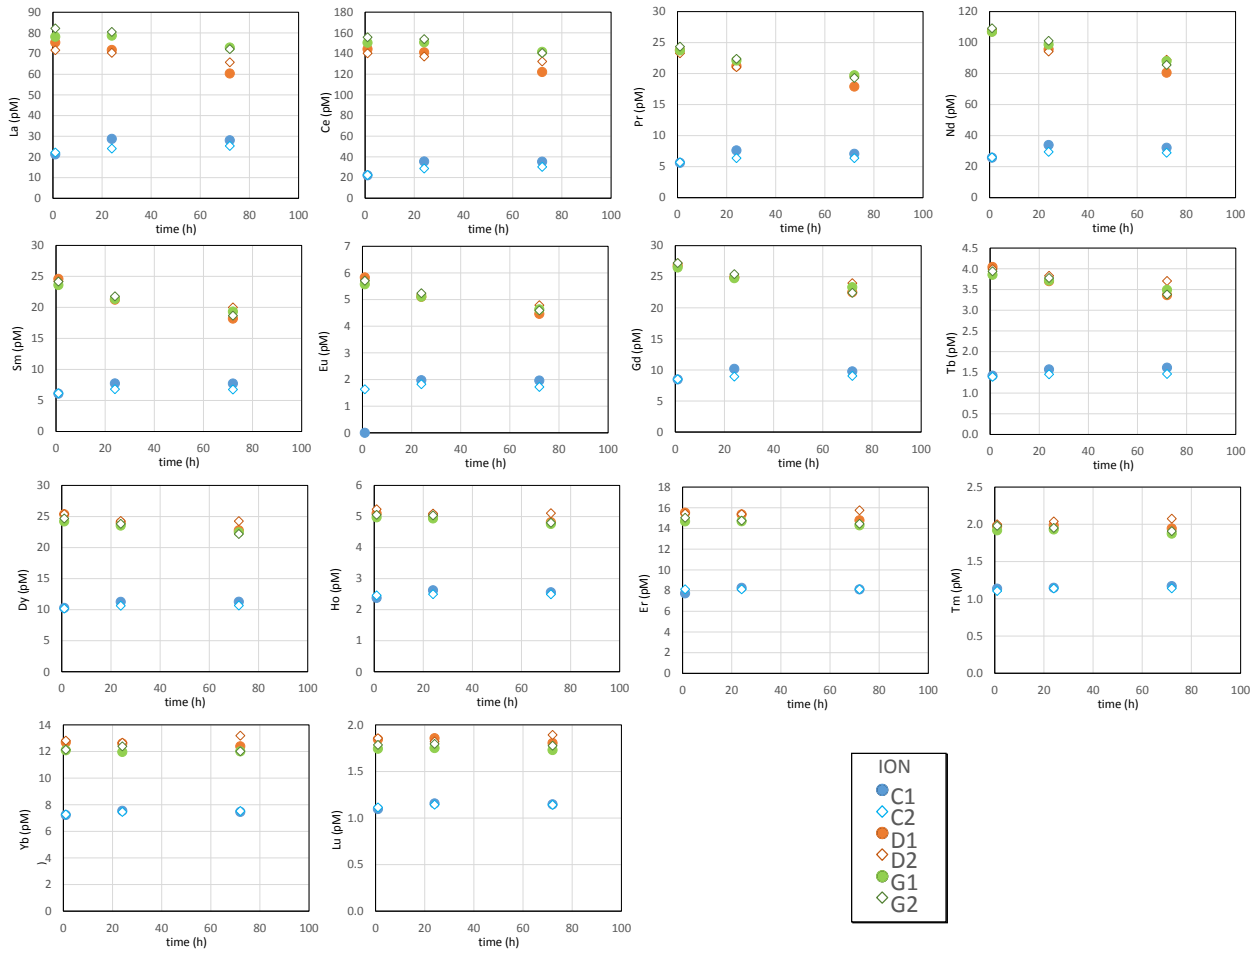 90
80
70
60
50
40
30
20
10
0
La (pM)
0 20 40 60 80 100
time (h)
180
160
140
120
100
80
60
40
20
0
Ce (pM)
0 20 40 60 80 100
time (h)
30
25
20
15
10
5
0
Pr (pM)
0 20 40 60 80 100
time (h)
120
100
80
60
40
20
0
Nd (pM)
0 20 40 60 80 100
time (h)
30
25
20
15
10
5
0
Sm (pM)
0 20 40 60 80 100
time (h)
7
6
5
4
3
2
1
0
Eu (pM)
0 20 40 60 80 100
time (h)
30
25
20
15
10
5
0
Gd (pM)
0 20 40 60 80 100
time (h)
4.5
4.0
3.5
3.0
2.5
2.0
1.5
1.0
0.5
0.0
Tb (pM)
0 20 40 60 80 100
time (h)
30
25
20
15
10
5
0
Dy (pM)
0 20 40 60 80 100
time (h)
6
5
4
3
2
1
0
Ho (pM)
0 20 40 60 80 100
time (h)
18
16
14
12
10
8
6
4
2
0
Er (pM)
0 20 40 60 80 100
time (h)
2.5
2.0
1.5
1.0
0.5
0.0
Tm (pM)
0 20 40 60 80 100
time (h)
14
12
10
8
6
4
2
0
Yb (pM)
)
0 20 40 60 80 100
time (h)
2.0
1.5
1.0
0.5
0.0
Lu (pM)
0 20 40 60 80 100
time (h)
ION
C1
C2
D1
D2
G1
G2